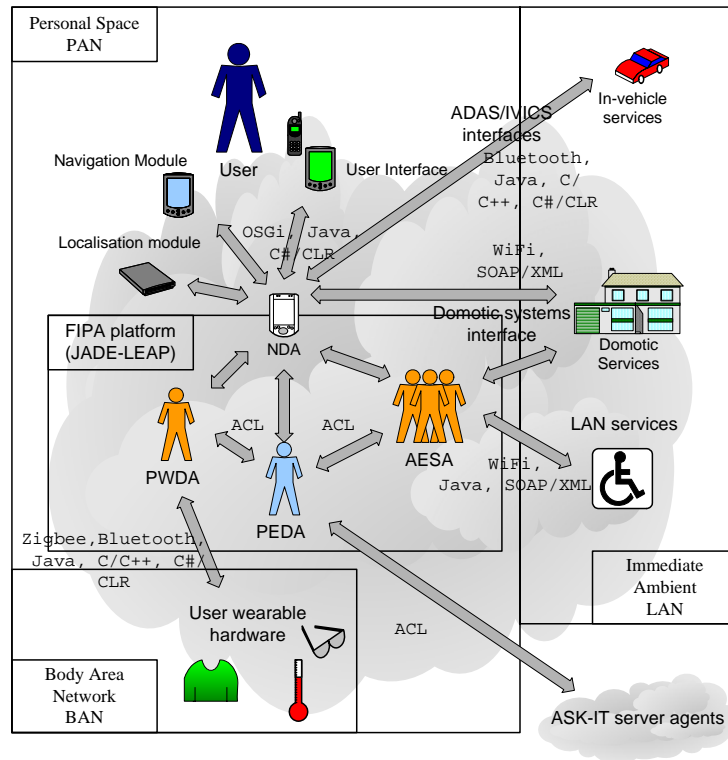 Personal Space
PAN
User
Navigation Module
User Interface
Localisation module
ADAS/IVICS
interfaces
Bluetooth,
Java, C/
C++, C#/CLR
In-vehicle
services
OSGi, Java,
C#/CLR
WiFi,
SOAP/XML
Domotic systems
interface
Domotic
Services
FIPA platform
(JADE-LEAP)
NDA
ACL
ACL
PWDA
PEDA
AESA
LAN services
WiFi,
Java, SOAP/XML
Zigbee,Bluetooth,
Java, C/C++, C#/
CLR
User wearable
hardware
ACL
Immediate
Ambient
LAN
Body Area
Network
BAN
ASK-IT server agents